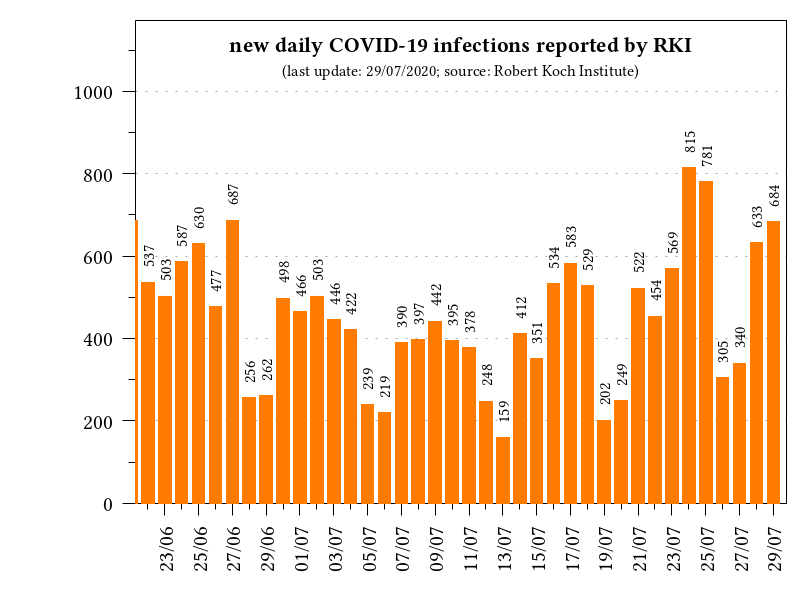 new daily COVID-19 infections reported by RKI
(last update: 29/07/2020; source: Robert Koch Institute)
1000
800
600
400
200
0
537 503 587 630 477 687 256 262 498 466 503 446 422 239 219 390 397 442 395 378 248 159 412 351 534 583 529 202 249 522 454 569 815 781 305 340 633 684
23/06 25/06 27/06 29/06 01/07 03/07 05/07 07/07 09/07 11/07 13/07 15/07 17/07 19/07 21/07 23/07 25/07 27/07 29/07